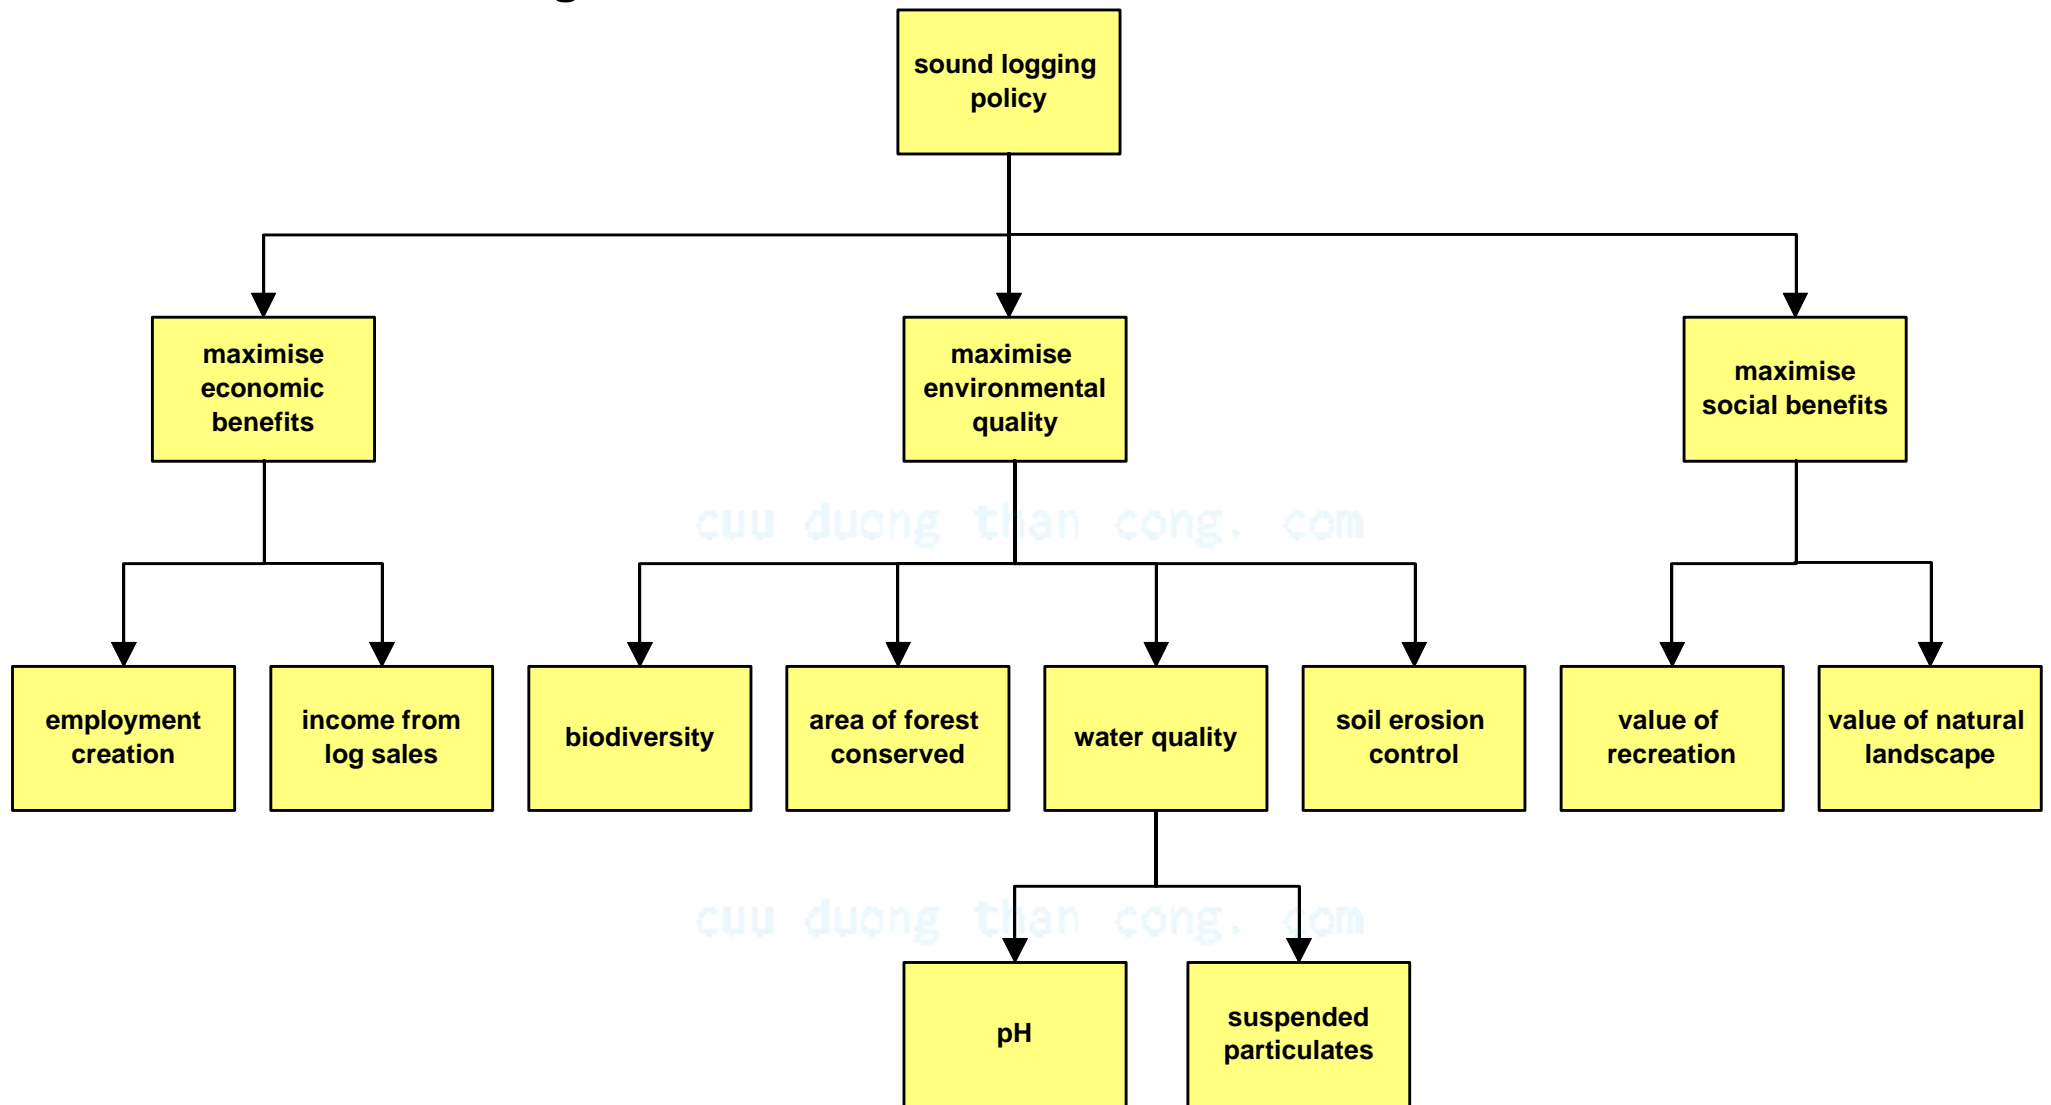 sound logging
policy
maximise
economic
benefits
maximise
environmental
quality
maximise
social benefits
cuu duong than cong. com
employment
creation
income from
log sales
biodiversity
area of forest
conserved
water quality
soil erosion
control
value of
recreation
value of natural
landscape
cuu duong than cong. com
pH
suspended
particulates